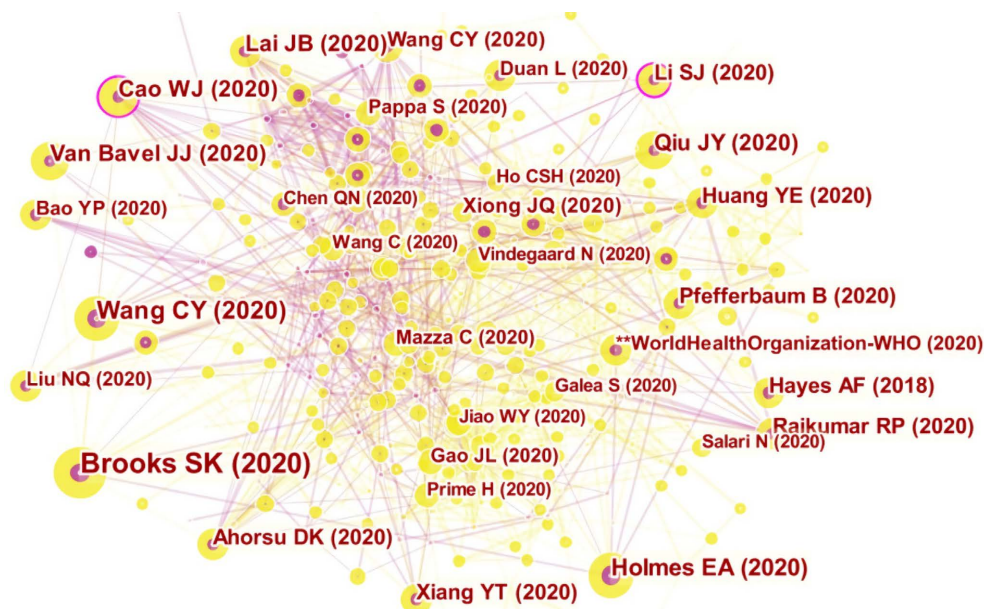 Lai JB (2020)
Wang CY (2020)
Duan L (2020)
Li SJ (2020)
Cao WJ (2020)
Pappa S (2020)
Van Bavel JJ (2020)
Qiu JY (2020)
Ho CSH (2020)
Huang YE (2020)
Chen QN (2020)
Xiong JQ (2020)
Bao YP (2020)
Wang C (2020)
Vindegaard N (2020)
Wang CY (2020)
Pfefferbaum B (2020)
Mazza C (2020)
**WorldHealthOrganization-WHO (2020)
Liu NQ (2020)
Galea S (2020)
Hayes AF (2018)
Jiao WY (2020)
Rajkumar RP (2020)
Salari N (2020)
Brooks SK (2020)
Gao JL (2020)
Prime H (2020)
Ahorsu DK (2020)
Holmes EA (2020)
Xiang YT (2020)